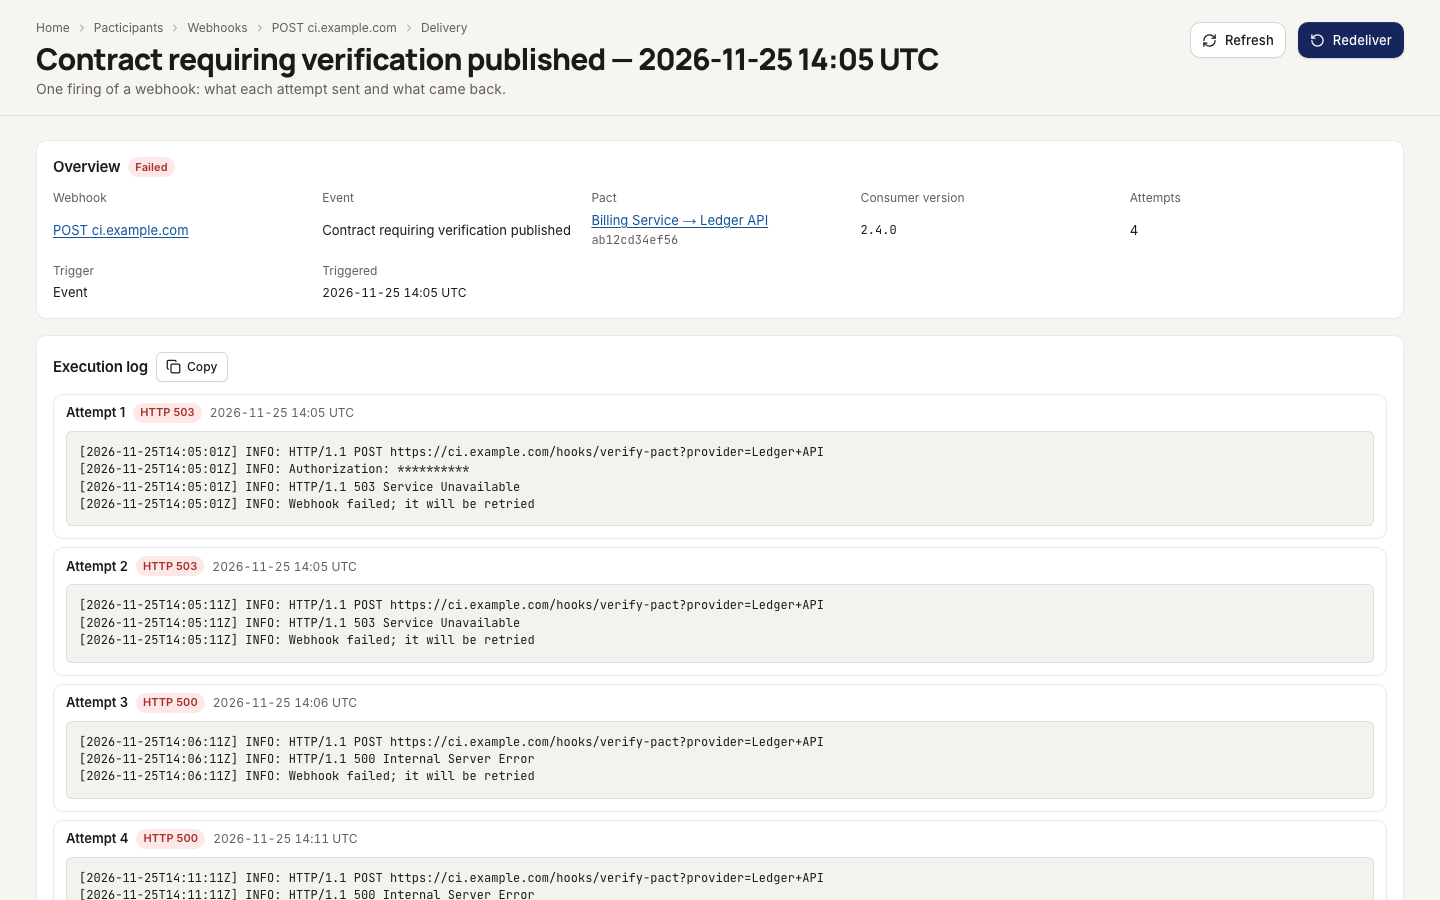 Home > Pacticipants > Webhooks > POST ci.example.com > Delivery
Contract requiring verification published — 2026-11-25 14:05 UTC
One firing of a webhook: what each attempt sent and what came back.
Refresh
Redeliver
Overview Failed
Webhook Event Pact Consumer version Attempts
POST ci.example.com Contract requiring verification published Billing Service → Ledger API 2.4.0 4
ab12cd34ef56
Trigger Triggered
Event 2026-11-25 14:05 UTC
Execution log Copy
Attempt 1 HTTP 503 2026-11-25 14:05 UTC
[2026-11-25T14:05:01Z] INFO: HTTP/1.1 POST https://ci.example.com/hooks/verify-pact?provider=Ledger+API
[2026-11-25T14:05:01Z] INFO: Authorization: **********
[2026-11-25T14:05:01Z] INFO: HTTP/1.1 503 Service Unavailable
[2026-11-25T14:05:01Z] INFO: Webhook failed; it will be retried
Attempt 2 HTTP 503 2026-11-25 14:05 UTC
[2026-11-25T14:05:11Z] INFO: HTTP/1.1 POST https://ci.example.com/hooks/verify-pact?provider=Ledger+API
[2026-11-25T14:05:11Z] INFO: HTTP/1.1 503 Service Unavailable
[2026-11-25T14:05:11Z] INFO: Webhook failed; it will be retried
Attempt 3 HTTP 500 2026-11-25 14:06 UTC
[2026-11-25T14:06:11Z] INFO: HTTP/1.1 POST https://ci.example.com/hooks/verify-pact?provider=Ledger+API
[2026-11-25T14:06:11Z] INFO: HTTP/1.1 500 Internal Server Error
[2026-11-25T14:06:11Z] INFO: Webhook failed; it will be retried
Attempt 4 HTTP 500 2026-11-25 14:11 UTC
[2026-11-25T14:11:11Z] INFO: HTTP/1.1 POST https://ci.example.com/hooks/verify-pact?provider=Ledger+API
[2026-11-25T14:11:11Z] INFO: HTTP/1.1 500 Internal Server Error